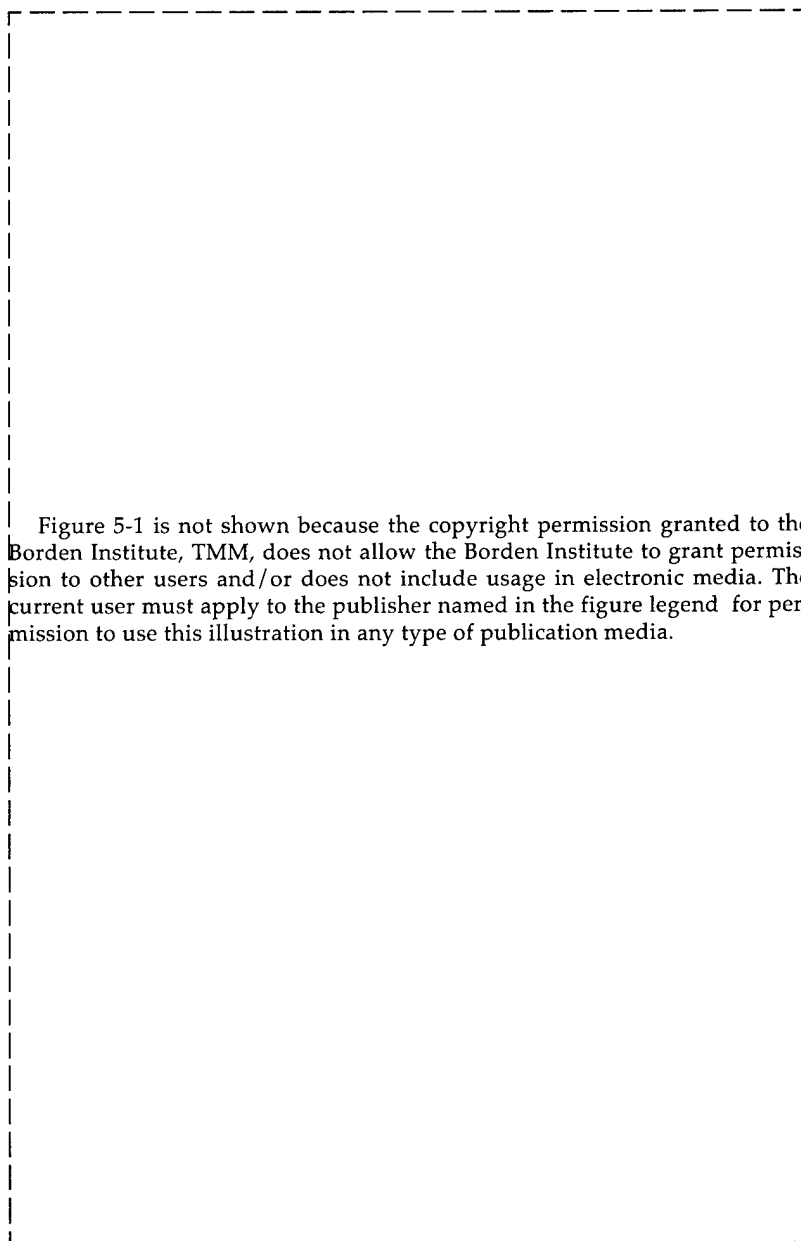 Figure 5-1 is not shown because the copyright permission granted to the
Borden Institute, TMM, does not allow the Borden Institute to grant permis
sion to other users and/or does not include usage in electronic media. The
current user must apply to the publisher named in the figure legend for per
mission to use this illustration in any type of publication media.